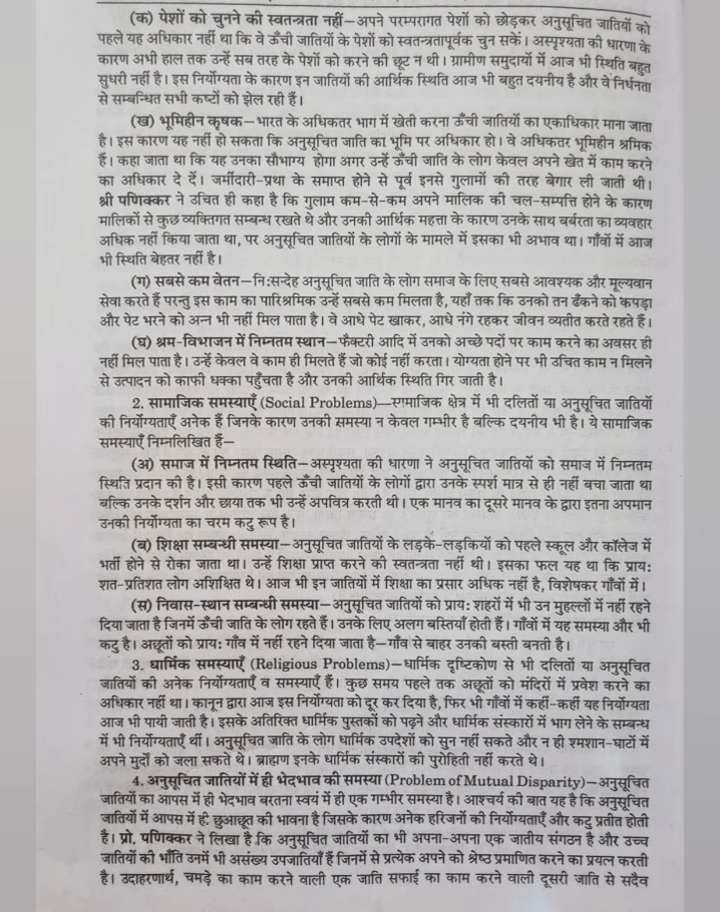 (क) पेशों को चुनने की स्वतन्त्रता नहीं—अपने परम्परागत पेशों को छोड़कर अनुसूचित जातियों को
पहले यह अधिकार नहीं था कि वे ऊँची जातियों के पेशों को स्वतन्त्रतापूर्वक चुन सकें। अस्पृश्यता की धारणा के
कारण अभी हाल तक उन्हें सब तरह के पेशों को करने की छूट न थी। ग्रामीण समुदायों में आज भी स्थिति बहुत
सुधरी नहीं है। इस निर्योग्यता के कारण इन जातियों की आर्थिक स्थिति आज भी बहुत दयनीय है और वे निर्धनता
से सम्बन्धित सभी कष्टों को झेल रही हैं।
(ख) भूमिहीन कृषक—भारत के अधिकतर भाग में खेती करना ऊँची जातियों का एकाधिकार माना जाता
है। इस कारण यह नहीं हो सकता कि अनुसूचित जाति का भूमि पर अधिकार हो। वे अधिकतर भूमिहीन श्रमिक
हैं। कहा जाता था कि यह उनका सौभाग्य होगा अगर उन्हें ऊँची जाति के लोग केवल अपने खेत में काम करने
का अधिकार दे दें। जमींदारी-प्रथा के समाप्त होने से पूर्व इनसे गुलामों की तरह बेगार ली जाती थी।
श्री पणिक्कर ने उचित ही कहा है कि गुलाम कम-से-कम अपने मालिक की चल-सम्पत्ति होने के कारण
मालिकों से कुछ व्यक्तिगत सम्बन्ध रखते थे और उनकी आर्थिक महत्ता के कारण उनके साथ बर्बरता का व्यवहार
अधिक नहीं किया जाता था, पर अनुसूचित जातियों के लोगों के मामले में इसका भी अभाव था। गाँवों में आज
भी स्थिति बेहतर नहीं है।
(ग) सबसे कम वेतन—नि:सन्देह अनुसूचित जाति के लोग समाज के लिए सबसे आवश्यक और मूल्यवान
सेवा करते हैं परन्तु इस काम का पारिश्रमिक उन्हें सबसे कम मिलता है, यहाँ तक कि उनको तन ढँकने को कपड़ा
और पेट भरने को अन्न भी नहीं मिल पाता है। वे आधे पेट खाकर, आधे नंगे रहकर जीवन व्यतीत करते रहते हैं।
(घ) श्रम-विभाजन में निम्नतम स्थान—फैक्टरी आदि में उनको अच्छे पदों पर काम करने का अवसर ही
नहीं मिल पाता है। उन्हें केवल वे काम ही मिलते हैं जो कोई नहीं करता। योग्यता होने पर भी उचित काम न मिलने
से उत्पादन को काफी धक्का पहुँचता है और उनकी आर्थिक स्थिति गिर जाती है।
2. सामाजिक समस्याएँ (Social Problems)—सामाजिक क्षेत्र में भी दलितों या अनुसूचित जातियों
की निर्योग्यताएँ अनेक हैं जिनके कारण उनकी समस्या न केवल गम्भीर है बल्कि दयनीय भी है। ये सामाजिक
समस्याएँ निम्नलिखित हैं—
(अ) समाज में निम्नतम स्थिति—अस्पृश्यता की धारणा ने अनुसूचित जातियों को समाज में निम्नतम
स्थिति प्रदान की है। इसी कारण पहले ऊँची जातियों के लोगों द्वारा उनके स्पर्श मात्र से ही नहीं बचा जाता था
बल्कि उनके दर्शन और छाया तक भी उन्हें अपवित्र करती थी। एक मानव का दूसरे मानव के द्वारा इतना अपमान
उनकी निर्योग्यता का चरम कटु रूप है।
(ब) शिक्षा सम्बन्धी समस्या—अनुसूचित जातियों के लड़के-लड़कियों को पहले स्कूल और कॉलेज में
भर्ती होने से रोका जाता था। उन्हें शिक्षा प्राप्त करने की स्वतन्त्रता नहीं थी। इसका फल यह था कि प्राय:
शत-प्रतिशत लोग अशिक्षित थे। आज भी इन जातियों में शिक्षा का प्रसार अधिक नहीं है, विशेषकर गाँवों में।
(स) निवास-स्थान सम्बन्धी समस्या—अनुसूचित जातियों को प्राय: शहरों में भी उन मुहल्लों में नहीं रहने
दिया जाता है जिनमें ऊँची जाति के लोग रहते हैं। उनके लिए अलग बस्तियाँ होती हैं। गाँवों में यह समस्या और भी
कटु है। अछूतों को प्राय: गाँव में नहीं रहने दिया जाता है—गाँव से बाहर उनकी बस्ती बनती है।
3. धार्मिक समस्याएँ (Religious Problems)—धार्मिक दृष्टिकोण से भी दलितों या अनुसूचित
जातियों की अनेक निर्योग्यताएँ व समस्याएँ हैं। कुछ समय पहले तक अछूतों को मंदिरों में प्रवेश करने का
अधिकार नहीं था। कानून द्वारा आज इस निर्योग्यता को दूर कर दिया है, फिर भी गाँवों में कहीं-कहीं यह निर्योग्यता
आज भी पायी जाती है। इसके अतिरिक्त धार्मिक पुस्तकों को पढ़ने और धार्मिक संस्कारों में भाग लेने के सम्बन्ध
में भी निर्योग्यताएँ थीं। अनुसूचित जाति के लोग धार्मिक उपदेशों को सुन नहीं सकते और न ही श्मशान-घाटों में
अपने मुर्दों को जला सकते थे। ब्राह्मण इनके धार्मिक संस्कारों की पुरोहिती नहीं करते थे।
4. अनुसूचित जातियों में ही भेदभाव की समस्या (Problem of Mutual Disparity)—अनुसूचित
जातियों का आपस में ही भेदभाव बरतना स्वयं में ही एक गम्भीर समस्या है। आश्चर्य की बात यह है कि अनुसूचित
जातियों में आपस में ही छुआछूत की भावना है जिसके कारण अनेक हरिजनों की निर्योग्यताएँ और कटु प्रतीत होती
है। प्रो. पणिक्कर ने लिखा है कि अनुसूचित जातियों का भी अपना-अपना एक जातीय संगठन है और उच्च
जातियों की भाँति उनमें भी असंख्य उपजातियाँ हैं जिनमें से प्रत्येक अपने को श्रेष्ठ प्रमाणित करने का प्रयत्न करती
है। उदाहरणार्थ, चमड़े का काम करने वाली एक जाति सफाई का काम करने वाली दूसरी जाति से सदैव